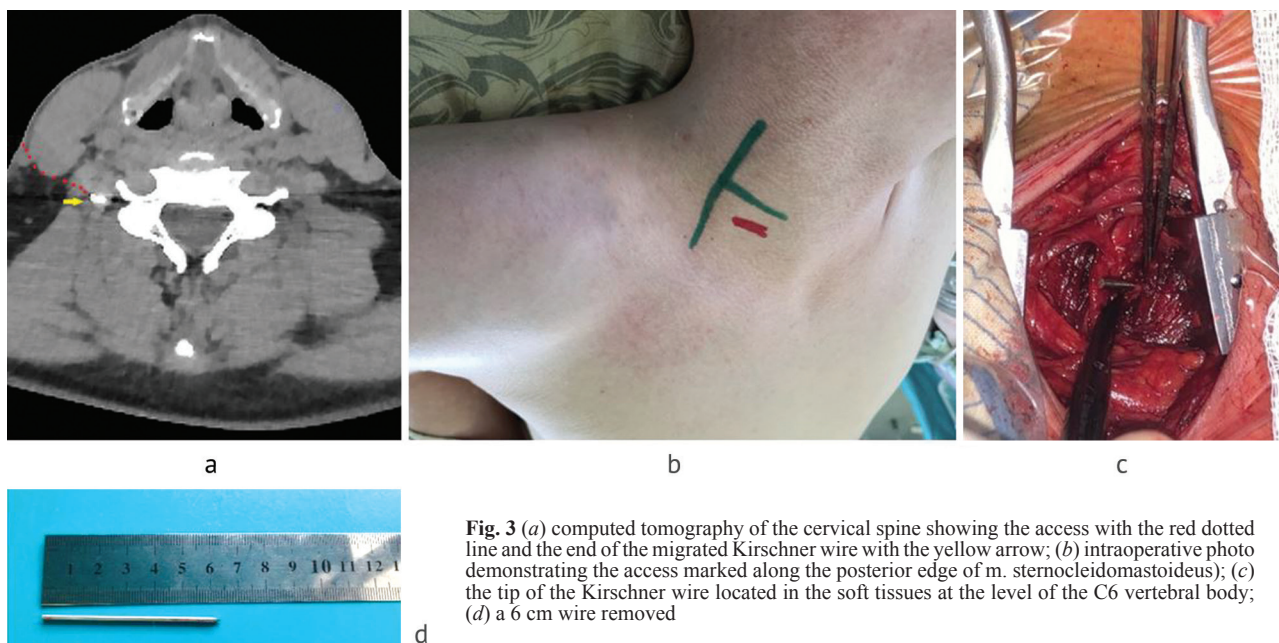 a
b
c
1 2 3 4 5 6 7 8 9 10 11 12 1
d
Fig. 3 (a) computed tomography of the cervical spine showing the access with the red dotted
line and the end of the migrated Kirschner wire with the yellow arrow; (b) intraoperative photo
demonstrating the access marked along the posterior edge of m. sternocleidomastoideus); (c)
the tip of the Kirschner wire located in the soft tissues at the level of the C6 vertebral body;
(d) a 6 cm wire removed